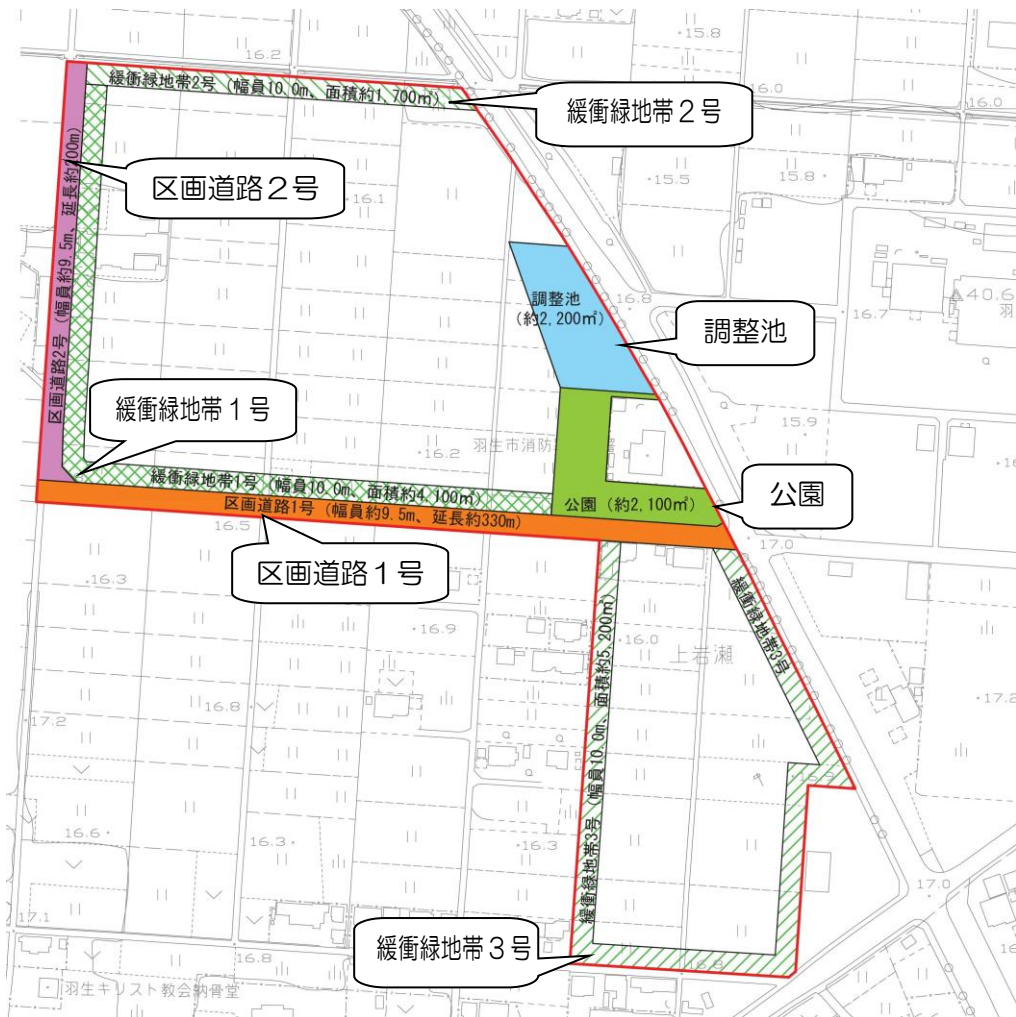 16.2
15.8
緩衝緑地帯2号 (幅員10.0m、面積約1,700㎡)
16.0
16.0
緩衝緑地帯２号
区画道路２号
15.5
15.8
16.1
区画道路2号 (幅員約9.5m、延長約200m)
調整池
(約2,200㎡)
16.8
16.7
40.6
羽
調整池
緩衝緑地帯１号
15.9
羽生市消防
署
16.2
緩衝緑地帯1号 (幅員10.0m、面積約4,100㎡)
公園 (約2,100㎡)
公園
区画道路1号 (幅員約9.5m、延長約330m)
16.5
17.0
区画道路１号
16.3
16.9
16.0
上岩瀬
緩衝緑地帯3号
緩衝緑地帯3号 (幅員10.0m、面積約5,200㎡)
17.2
17.2
16.8
16.9
16.6
16.3
16.3
17.0
17.1
16.8
緩衝緑地帯３号
16.8
羽生キリスト教会納骨堂